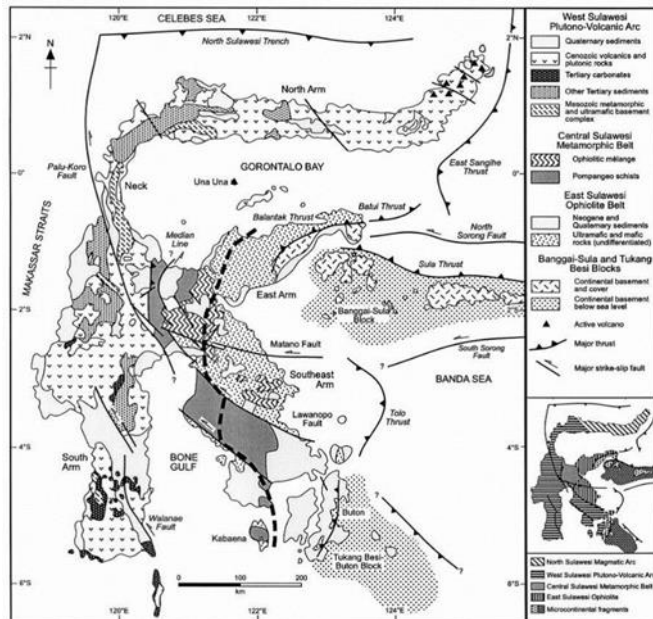 120°E
122°E
124°E
CELEBES SEA
2°N
2°N
North Sulawesi Trench
N
North Arm
Palu-Koro
Fault
GORONTALO BAY
East Sangihe
Thrust
0°
0°
Neck
Una Una
Batui Thrust
Balantak Thrust
North
Sorong Fault
Median
Line
MAKASSAR STRAITS
Sula Thrust
East Arm
2°S
2°S
Banggai-Sula
Block
Matano Fault
South Sorong
Fault
?
?
Southeast
Arm
BANDA SEA
Lawanopo
Fault
Tolo
Thrust
4°S
4°S
South
Arm
BONE
GULF
?
Walanae
Fault
Buton
Kabaena
Tukang Besi-
Buton Block
?
6°S
6°S
0
100
200
km
120°E
122°E
124°E
West Sulawesi
Plutono-Volcanic Arc
Quaternary sediments
Cenozoic volcanics and
plutonic rocks
Tertiary carbonates
Other Tertiary sediments
Mesozoic metamorphic
and ultramafic basement
complex
Central Sulawesi
Metamorphic Belt
Ophiolitic mélange
Pompangeo schists
East Sulawesi
Ophiolite Belt
Neogene and
Quaternary sediments
Ultramafic and mafic
rocks (undifferentiated)
Banggai-Sula and Tukang
Besi Blocks
Continental basement
and cover
Continental basement
below sea level
Active volcano
Major thrust
Major strike-slip fault
North Sulawesi Magmatic Arc
West Sulawesi Plutono-Volcanic Arc
Central Sulawesi Metamorphic Belt
East Sulawesi Ophiolite
Microcontinental fragments